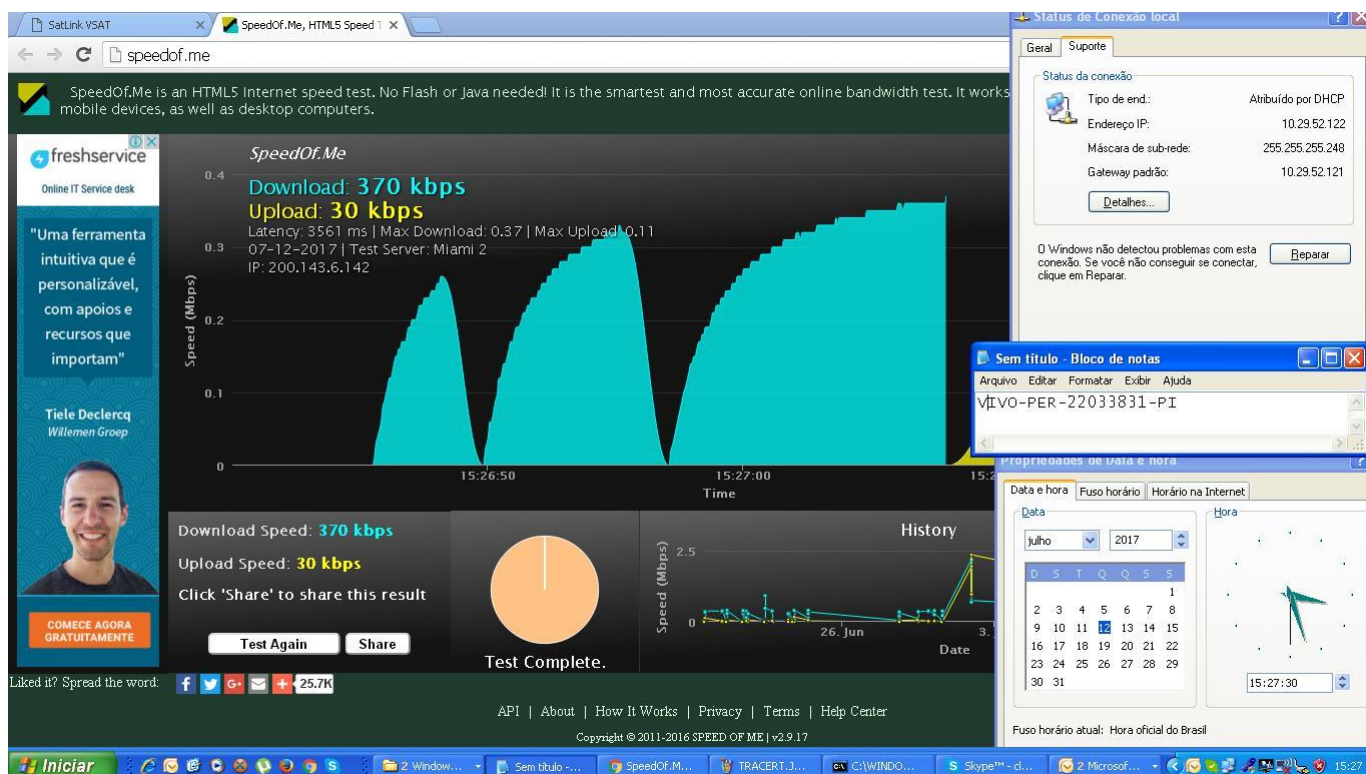 SatLink VSAT
SpeedOf.Me, HTML5 Speed T
speedof.me
SpeedOf.Me is an HTML5 Internet speed test. No Flash or Java needed! It is the smartest and most accurate online bandwidth test. It works
mobile devices, as well as desktop computers.
freshservice
Online IT Service desk
"Uma ferramenta
intuitiva que é
personalizável,
com apoios e
recursos que
importam"
Tiele Declercq
Willemen Groep
COMECE AGORA
GRATUITAMENTE
SpeedOf.Me
Download: 370 kbps
Upload: 30 kbps
Latency: 3561 ms | Max Download: 0.37 | Max Upload: 0.11
07-12-2017 | Test Server: Miami 2
IP: 200.143.6.142
Speed (Mbps)
0.4
0.3
0.2
0.1
0
15:26:50
15:27:00
15:2
Time
Download Speed: 370 kbps
Upload Speed: 30 kbps
Click 'Share' to share this result
Test Again
Share
Test Complete.
History
Speed (Mbps)
2.5
0
26. Jun
3.
Date
Liked it? Spread the word:
25.7K
API | About | How It Works | Privacy | Terms | Help Center
Copyright © 2011-2016 SPEED OF ME | v2.9.17
Status de Conexão local
Geral
Suporte
Status da conexão
Tipo de end.: Atribuído por DHCP
Endereço IP: 10.29.52.122
Máscara de sub-rede: 255.255.255.248
Gateway padrão: 10.29.52.121
Detalhes...
O Windows não detectou problemas com esta
conexão. Se você não conseguir se conectar,
clique em Reparar.
Reparar
Sem título - Bloco de notas
Arquivo Editar Formatar Exibir Ajuda
VIVO-PER-22033831-PI
Propriedades de Data e hora
Data e hora
Fuso horário
Horário na Internet
Data
julho
2017
D S T Q Q S S
1
2 3 4 5 6 7 8
9 10 11 12 13 14 15
16 17 18 19 20 21 22
23 24 25 26 27 28 29
30 31
Hora
15:27:30
Fuso horário atual: Hora oficial do Brasil
Iniciar
2 Window...
Sem título -...
SpeedOf.M...
TRACERT.J...
C:\WINDO...
Skype™ - d...
2 Microsof...
15:27